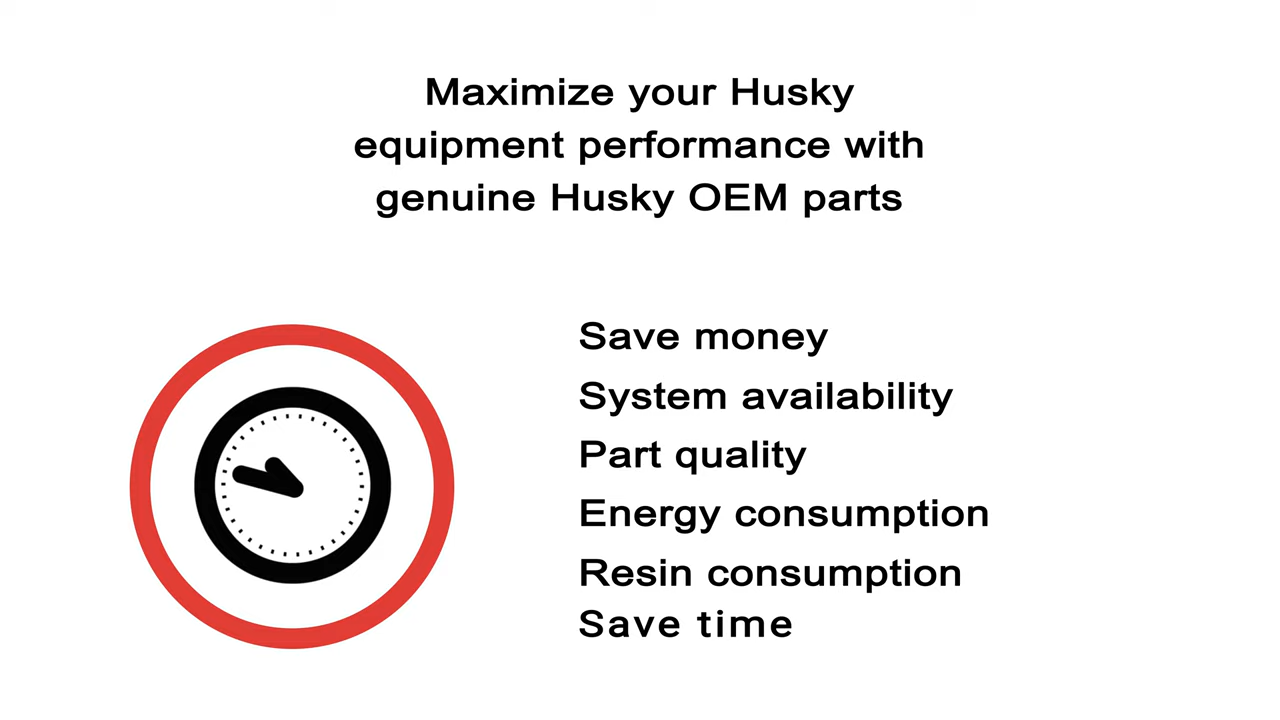 Maximize your Husky
equipment performance with
genuine Husky OEM parts
Save money
System availability
Part quality
Energy consumption
Resin consumption
Save time